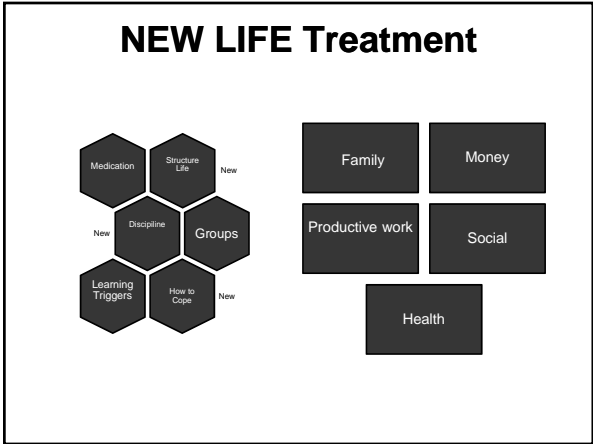 NEW LIFE Treatment
Medication
Structure
Life
New
New
Discipiline
Groups
Learning
Triggers
How to
Cope
New
Family
Money
Productive work
Social
Health